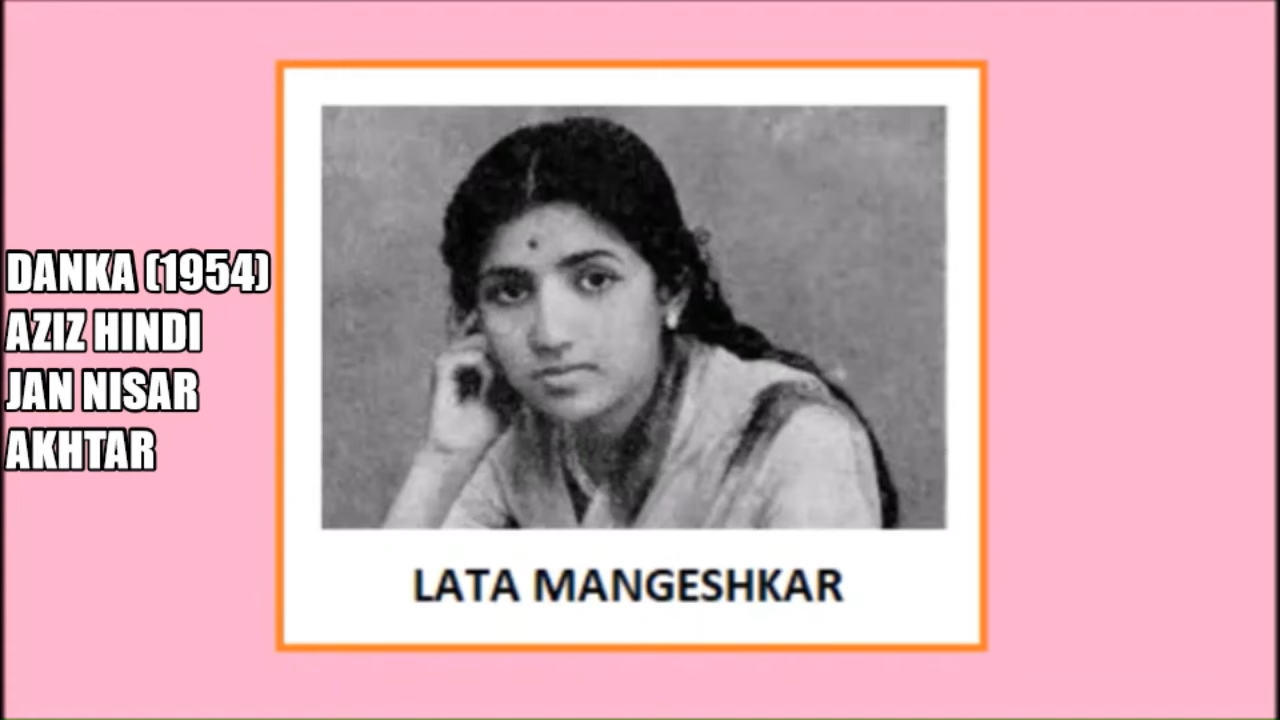 DANKA (1954)
AZIZ HINDI
JAN NISAR
AKHTAR
LATA MANGESHKAR